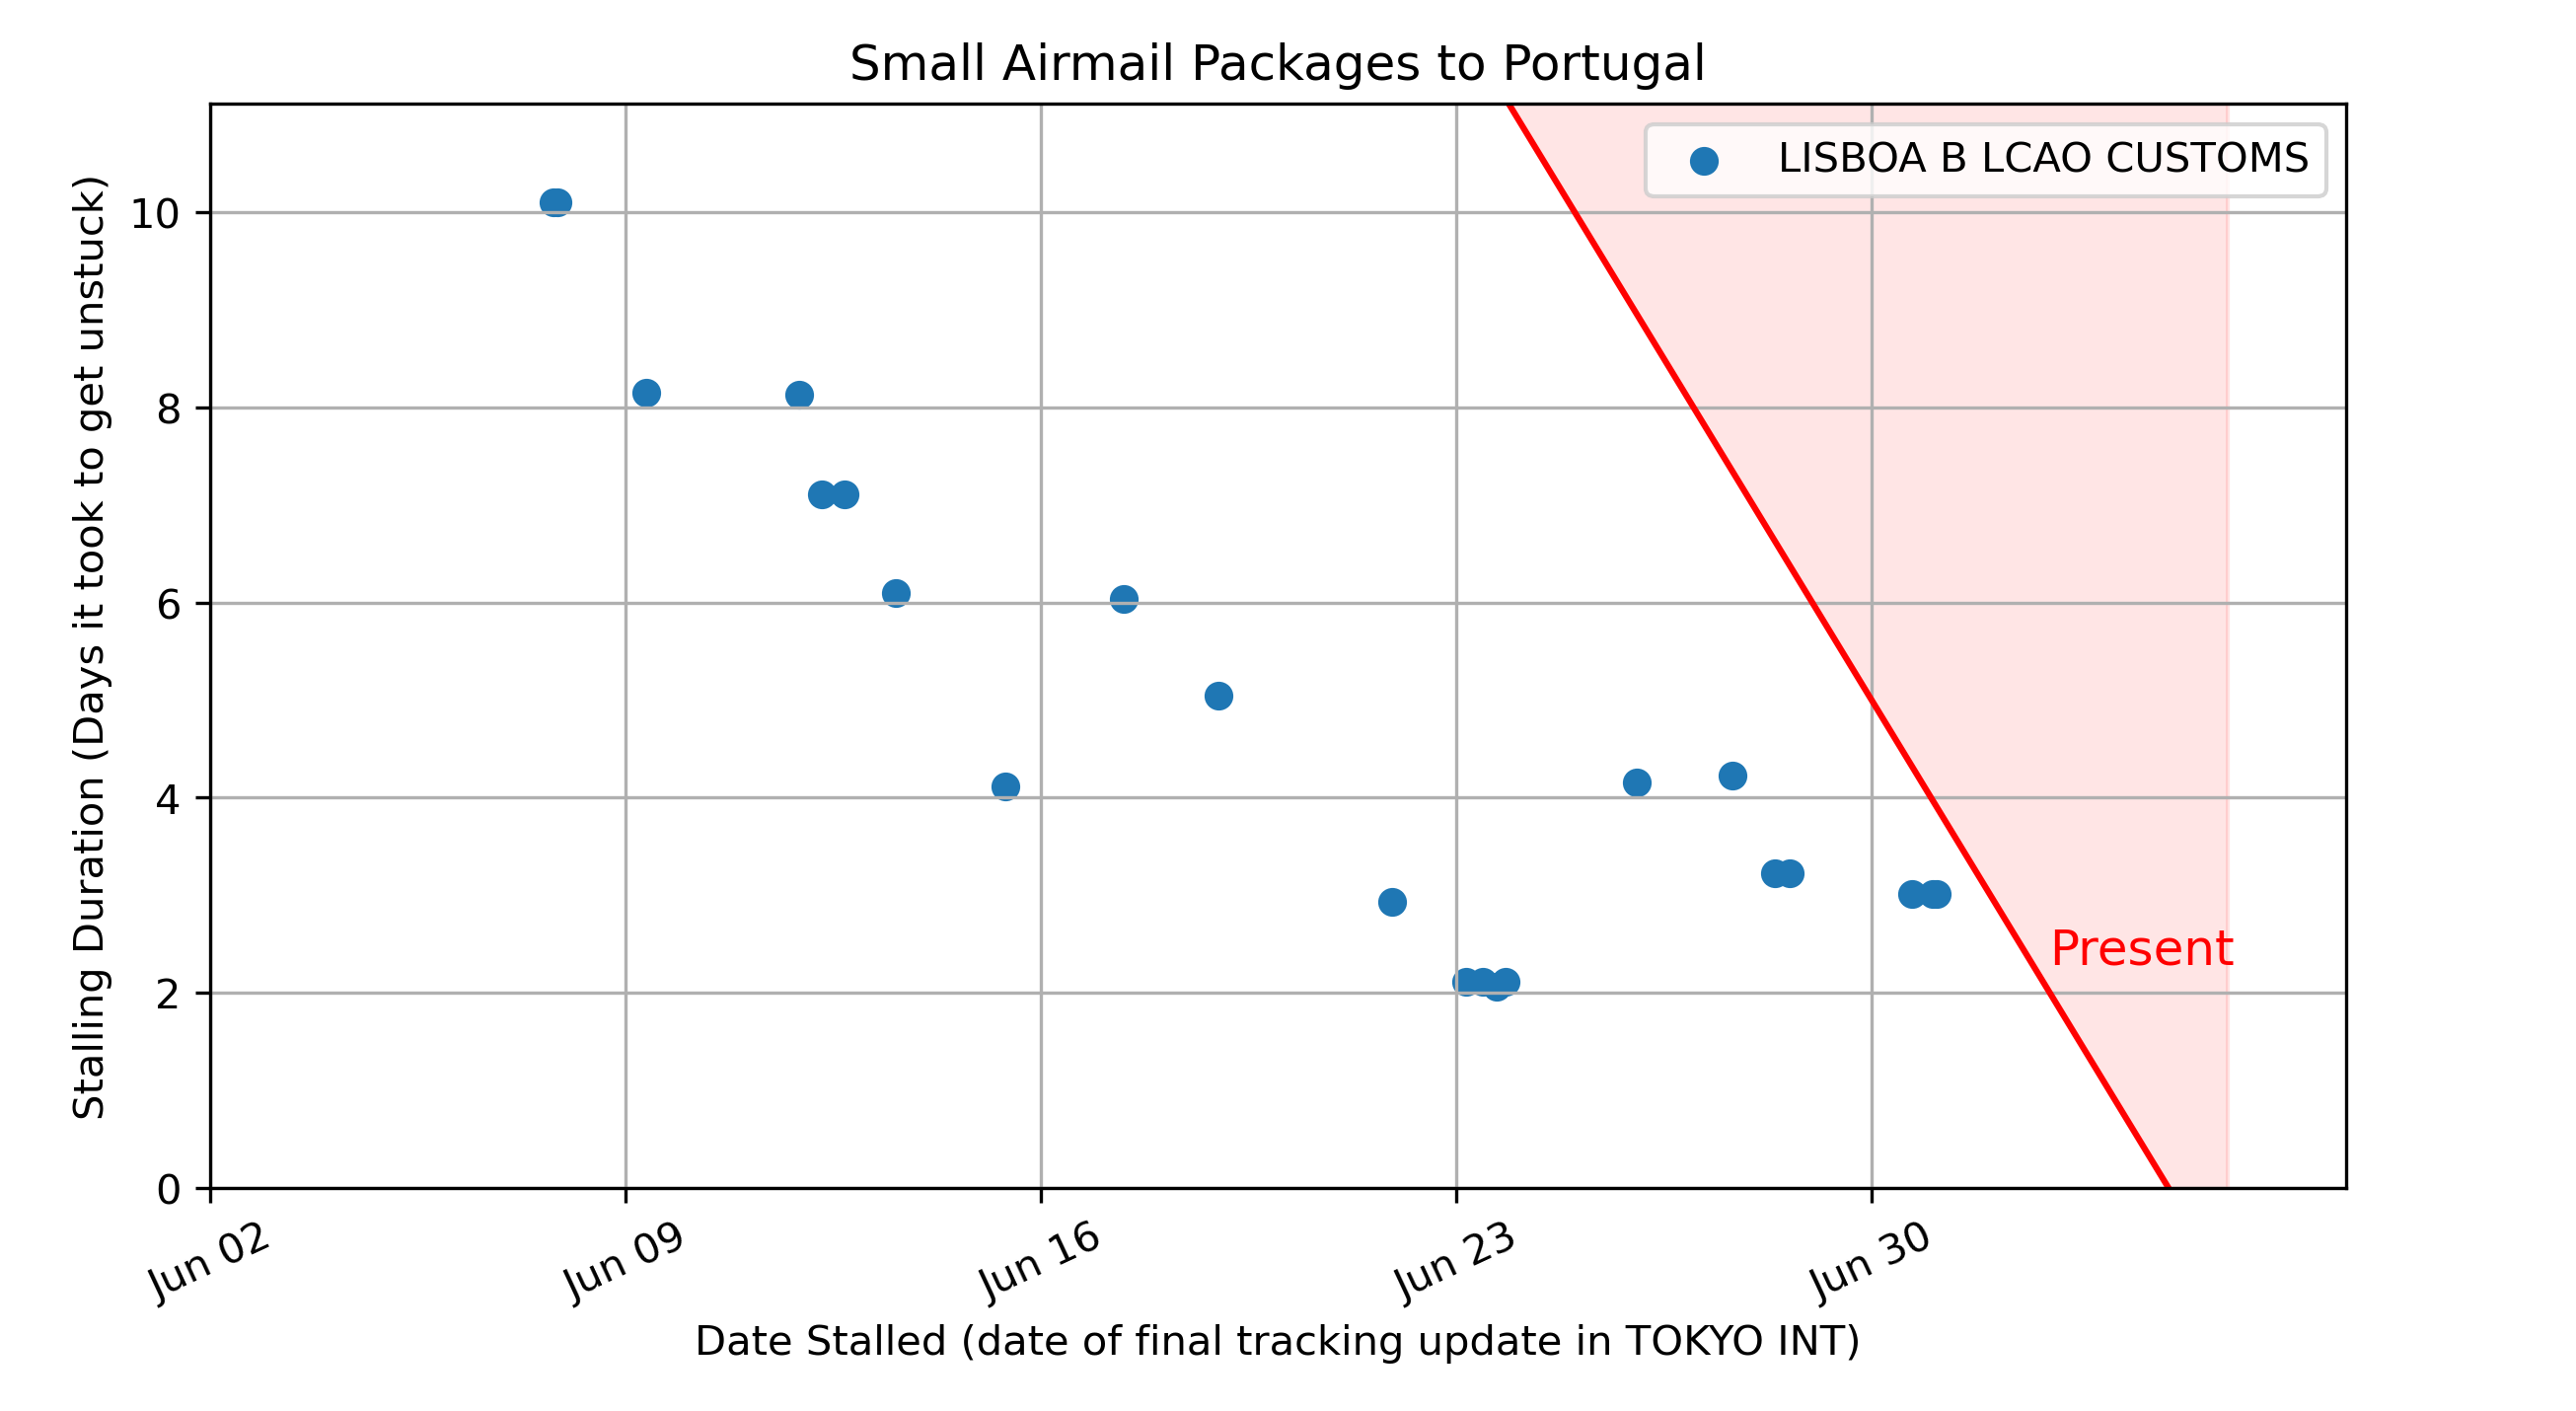 Small Airmail Packages to Portugal
LISBOA B LCAO CUSTOMS
Stalling Duration (Days it took to get unstuck)
10
8
6
4
2
0
Present
Jun 02
Jun 09
Jun 16
Jun 23
Jun 30
Date Stalled (date of final tracking update in TOKYO INT)